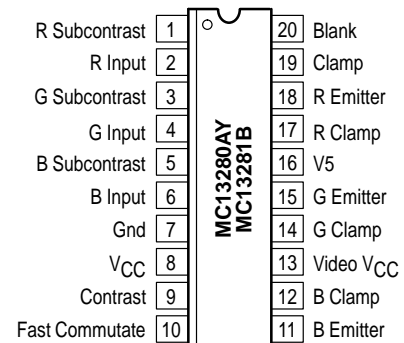 R Subcontrast 1 20 Blank
R Input 2 19 Clamp
G Subcontrast 3 18 R Emitter
G Input 4 17 R Clamp
B Subcontrast 5 16 V5
B Input 6 15 G Emitter
Gnd 7 14 G Clamp
VCC 8 13 Video VCC
Contrast 9 12 B Clamp
Fast Commutate 10 11 B Emitter
MC13280AY
MC13281B